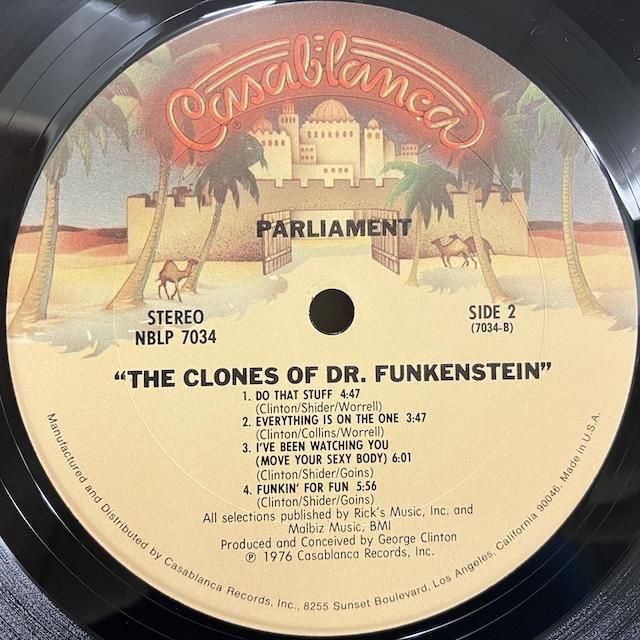 Casablanca
®
PARLIAMENT
STEREO
NBLP 7034
SIDE 2
(7034-B)
“THE CLONES OF DR. FUNKENSTEIN”
1. DO THAT STUFF 4:47
(Clinton/Shider/Worrell)
2. EVERYTHING IS ON THE ONE 3:47
(Clinton/Collins/Worrell)
3. I'VE BEEN WATCHING YOU
(MOVE YOUR SEXY BODY) 6:01
(Clinton/Shider/Goins)
4. FUNKIN' FOR FUN 5:56
(Clinton/Shider/Goins)
All selections published by Rick's Music, Inc. and
Malbiz Music, BMI
Produced and Conceived by George Clinton
℗ 1976 Casablanca Records, Inc.
Manufactured and Distributed by Casablanca Records, Inc., 8255 Sunset Boulevard, Los Angeles, California 90046. Made in U.S.A.